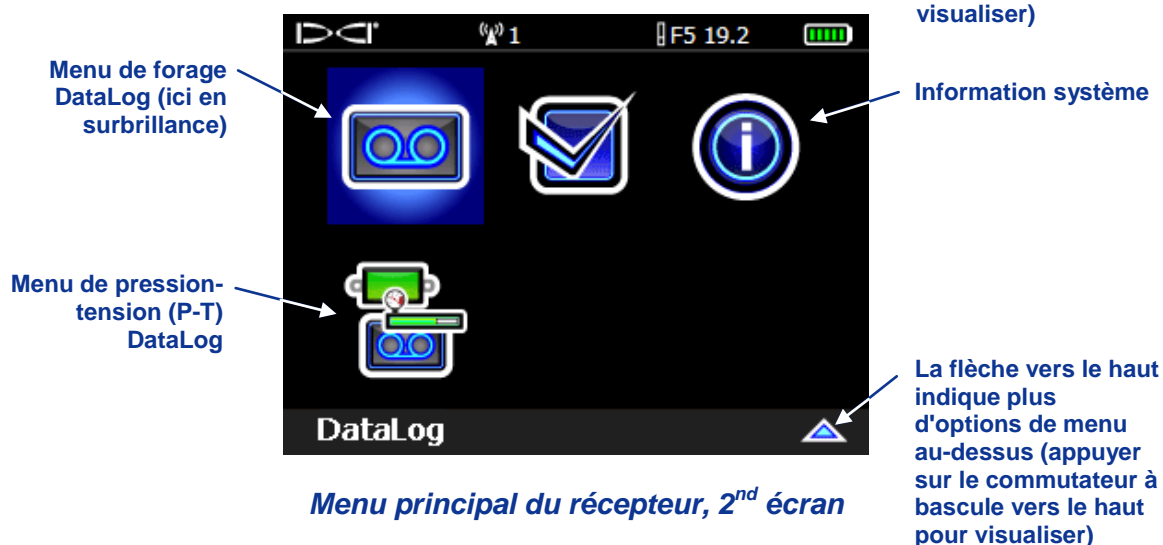 visualiser)
DCI 1 F5 19.2
Menu de forage
DataLog (ici en
surbrillance)
Information système
Menu de pression-
tension (P-T)
DataLog
DataLog
La flèche vers le haut
indique plus
d'options de menu
au-dessus (appuyer
sur le commutateur à
bascule vers le haut
pour visualiser)
Menu principal du récepteur, 2nd écran